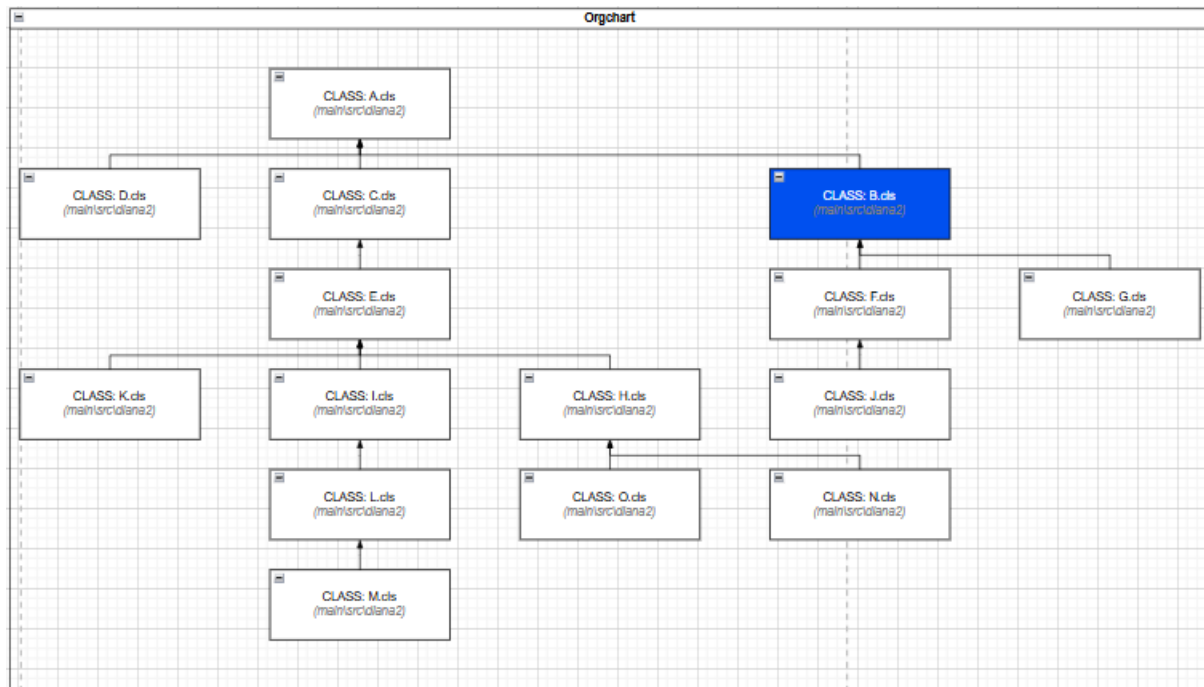 Orgchart
CLASS: A.cls
(main\src\diana2)
CLASS: D.cls
(main\src\diana2)
CLASS: C.cls
(main\src\diana2)
CLASS: B.cls
(main\src\diana2)
CLASS: E.cls
(main\src\diana2)
CLASS: F.cls
(main\src\diana2)
CLASS: G.cls
(main\src\diana2)
CLASS: K.cls
(main\src\diana2)
CLASS: I.cls
(main\src\diana2)
CLASS: H.cls
(main\src\diana2)
CLASS: J.cls
(main\src\diana2)
CLASS: L.cls
(main\src\diana2)
CLASS: O.cls
(main\src\diana2)
CLASS: N.cls
(main\src\diana2)
CLASS: M.cls
(main\src\diana2)